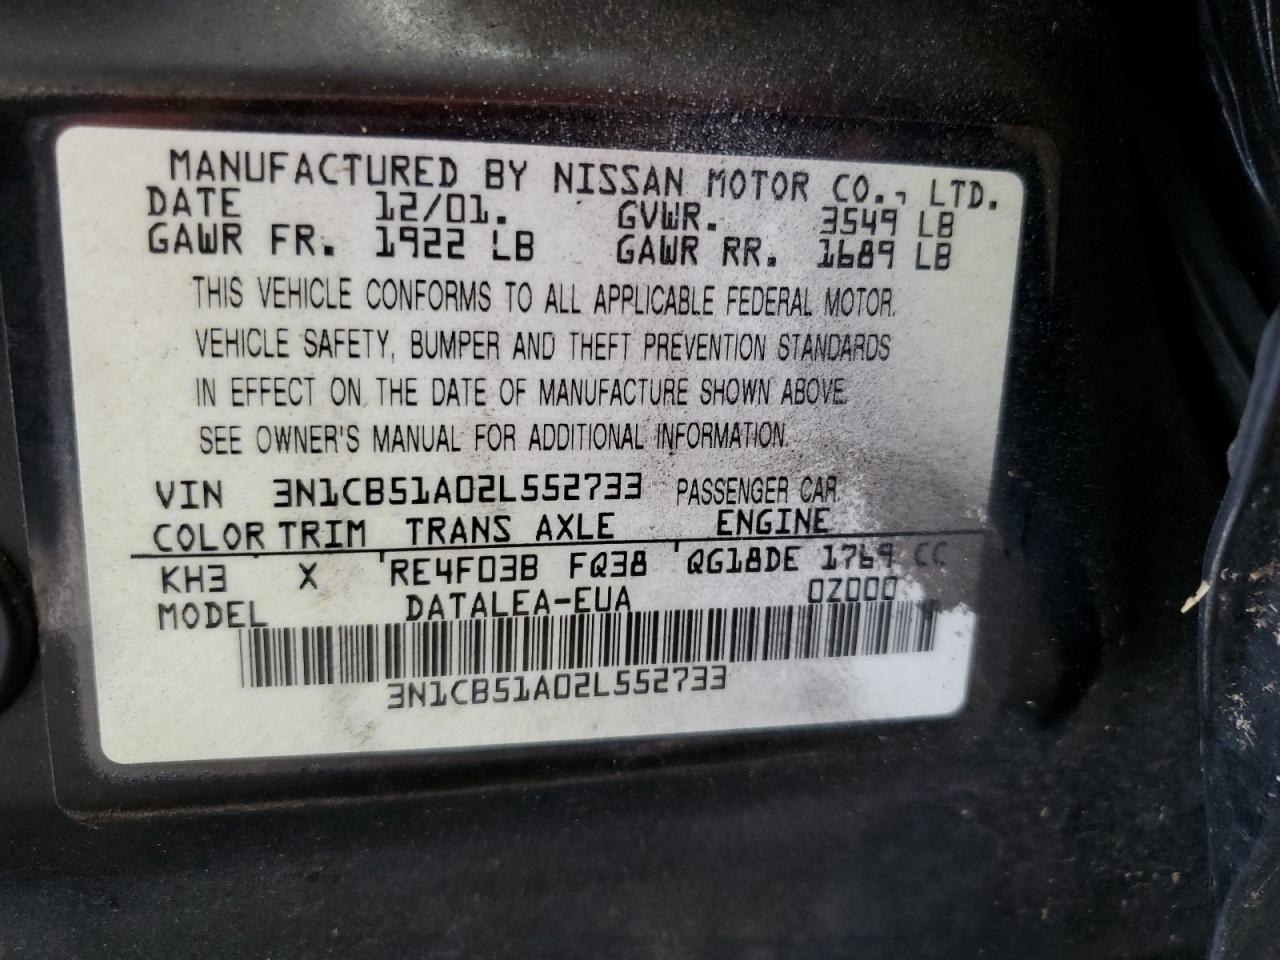 MANUFACTURED BY NISSAN MOTOR CO., LTD.
DATE 12/01. GVWR. 3549 LB
GAWR FR. 1922 LB GAWR RR. 1689 LB
THIS VEHICLE CONFORMS TO ALL APPLICABLE FEDERAL MOTOR
VEHICLE SAFETY, BUMPER AND THEFT PREVENTION STANDARDS
IN EFFECT ON THE DATE OF MANUFACTURE SHOWN ABOVE.
SEE OWNER'S MANUAL FOR ADDITIONAL INFORMATION.
VIN 3N1CB51A02L552733 PASSENGER CAR
COLOR TRIM TRANS AXLE ENGINE
KH3 X RE4F03B FQ38 QG18DE 1769 CC
MODEL DATALEA-EUA 0Z000
3N1CB51A02L552733